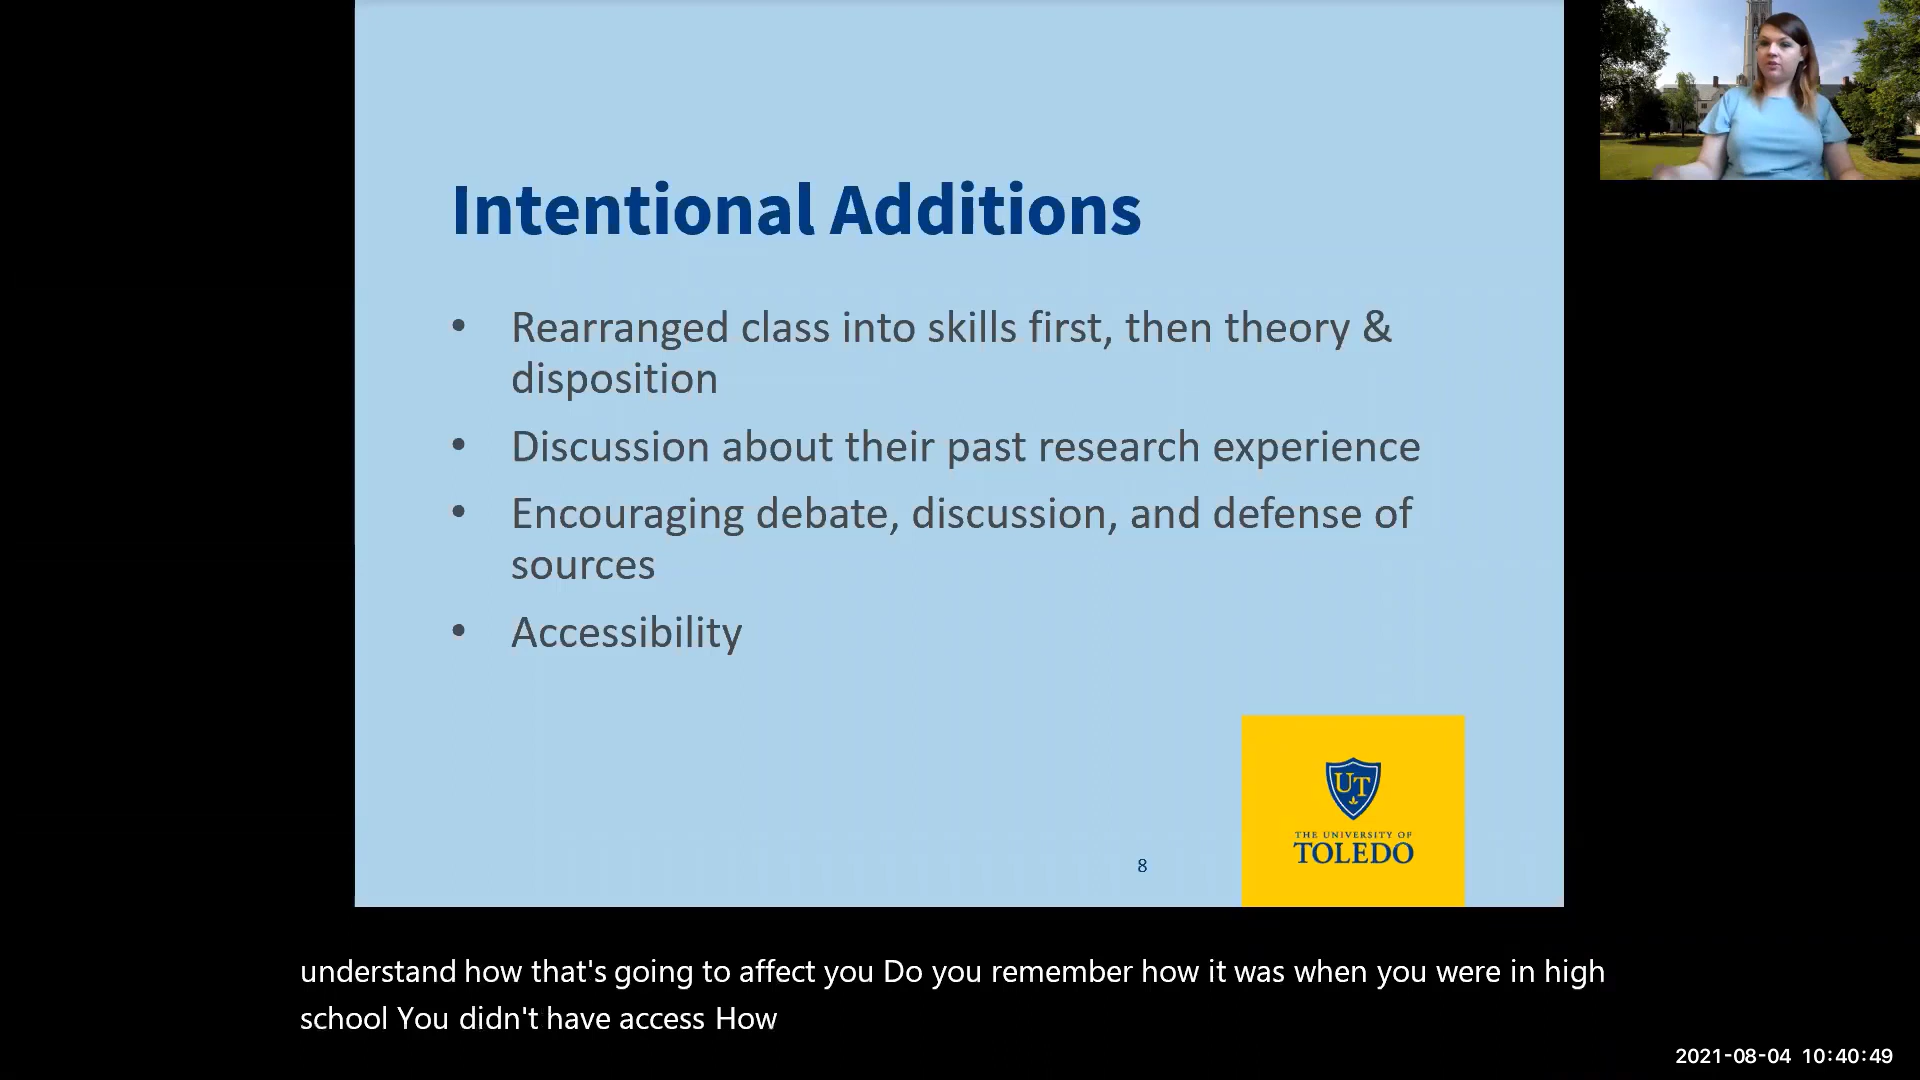 Intentional Additions
• Rearranged class into skills first, then theory &
disposition
• Discussion about their past research experience
• Encouraging debate, discussion, and defense of
sources
• Accessibility
UT
THE UNIVERSITY OF
TOLEDO
8
understand how that's going to affect you Do you remember how it was when you were in high
school You didn't have access How
2021-08-04 10:40:49